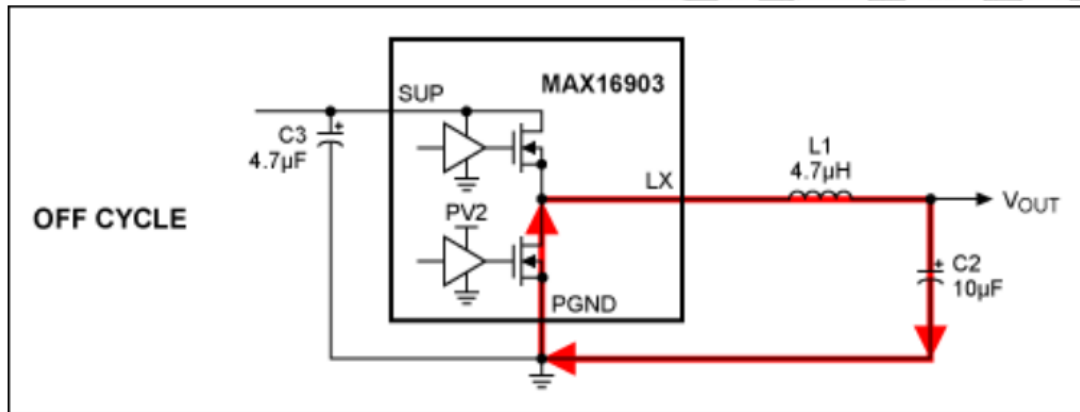 MAX16903
SUP
C3
4.7µF
+
L1
4.7µH
LX
VOUT
OFF CYCLE
PV2
+
C2
10µF
PGND